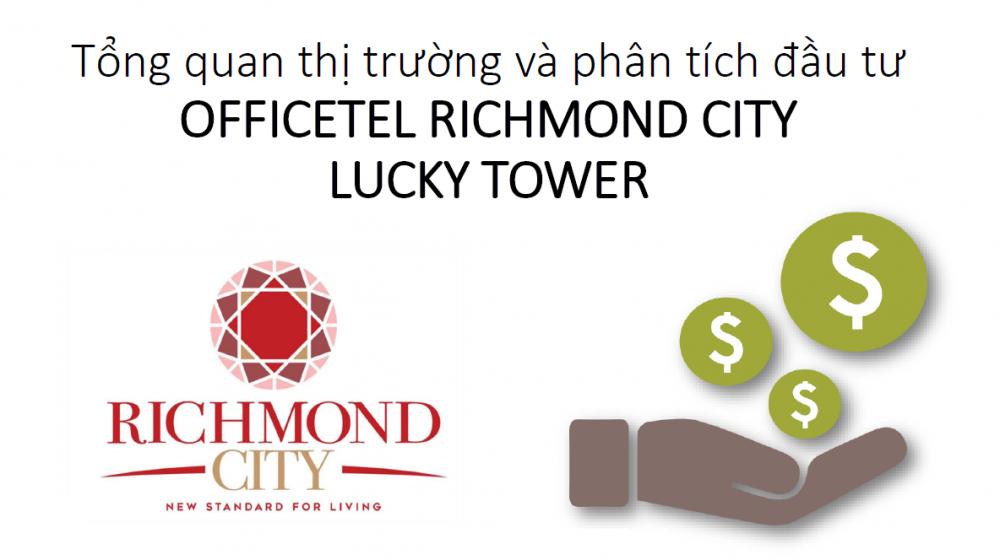 Tổng quan thị trường và phân tích đầu tư
OFFICETEL RICHMOND CITY
LUCKY TOWER
$
$
$
RICHMOND
CITY
NEW STANDARD FOR LIVING